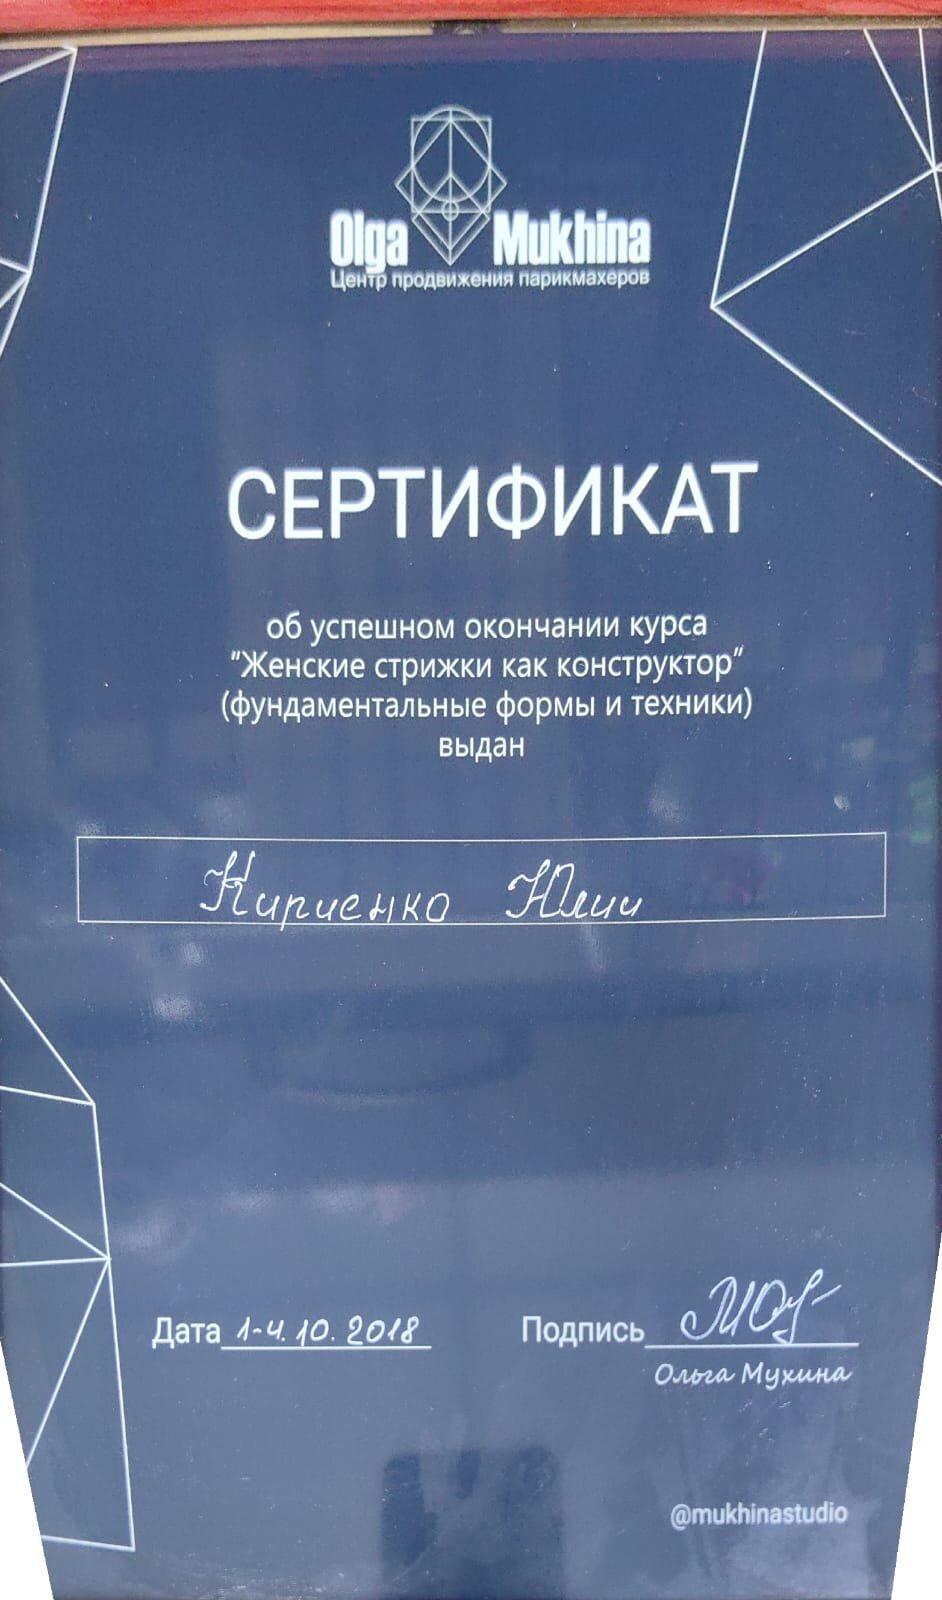 Olga Mukhina
Центр продвижения парикмахеров
СЕРТИФИКАТ
об успешном окончании курса
"Женские стрижки как конструктор"
(фундаментальные формы и техники)
выдан
Кириенко Юлии
Дата 1-4.10.2018 Подпись
Ольга Мухина
@mukhinastudio